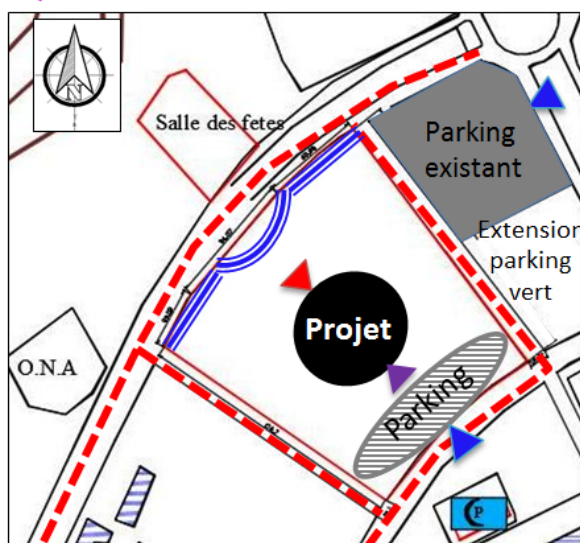 N
Salle des fetes
Parking
existant
Extension
parking
vert
Projet
O.N.A
Parking
P